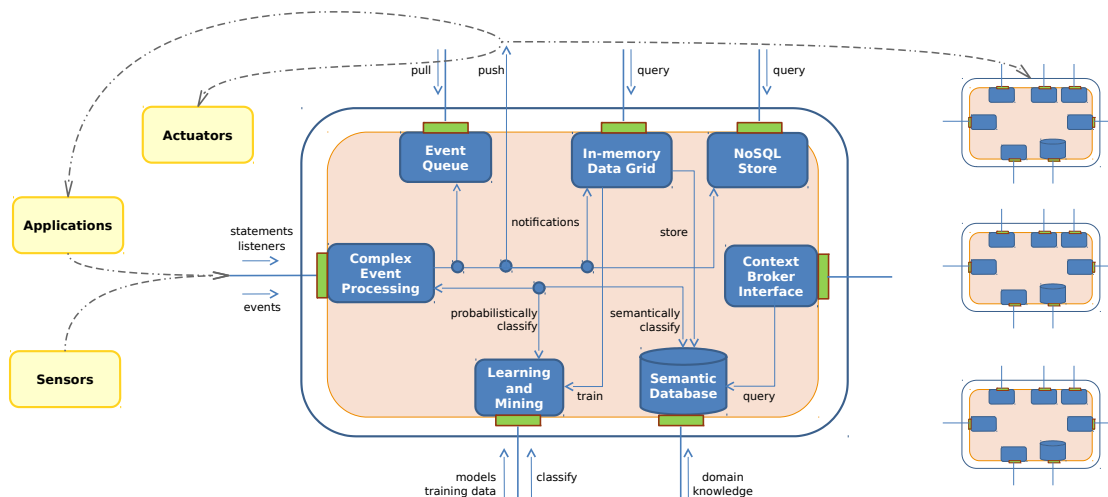 pull
push
query
query
Actuators
Event
Queue
In-memory
Data Grid
NoSQL
Store
Applications
statements
listeners
notifications
store
Complex
Event
Processing
Context
Broker
Interface
events
probabilistically
classify
semantically
classify
Sensors
Learning
and
Mining
train
Semantic
Database
query
models
training data
classify
domain
knowledge